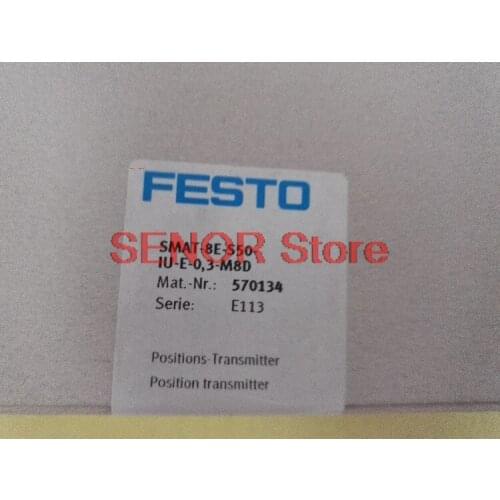 FESTO
SMAT-8E-S50-
IU-E-0,3-M8D
SENOR Store
Mat.-Nr.: 570134
Serie: E113
Positions-Transmitter
Position transmitter